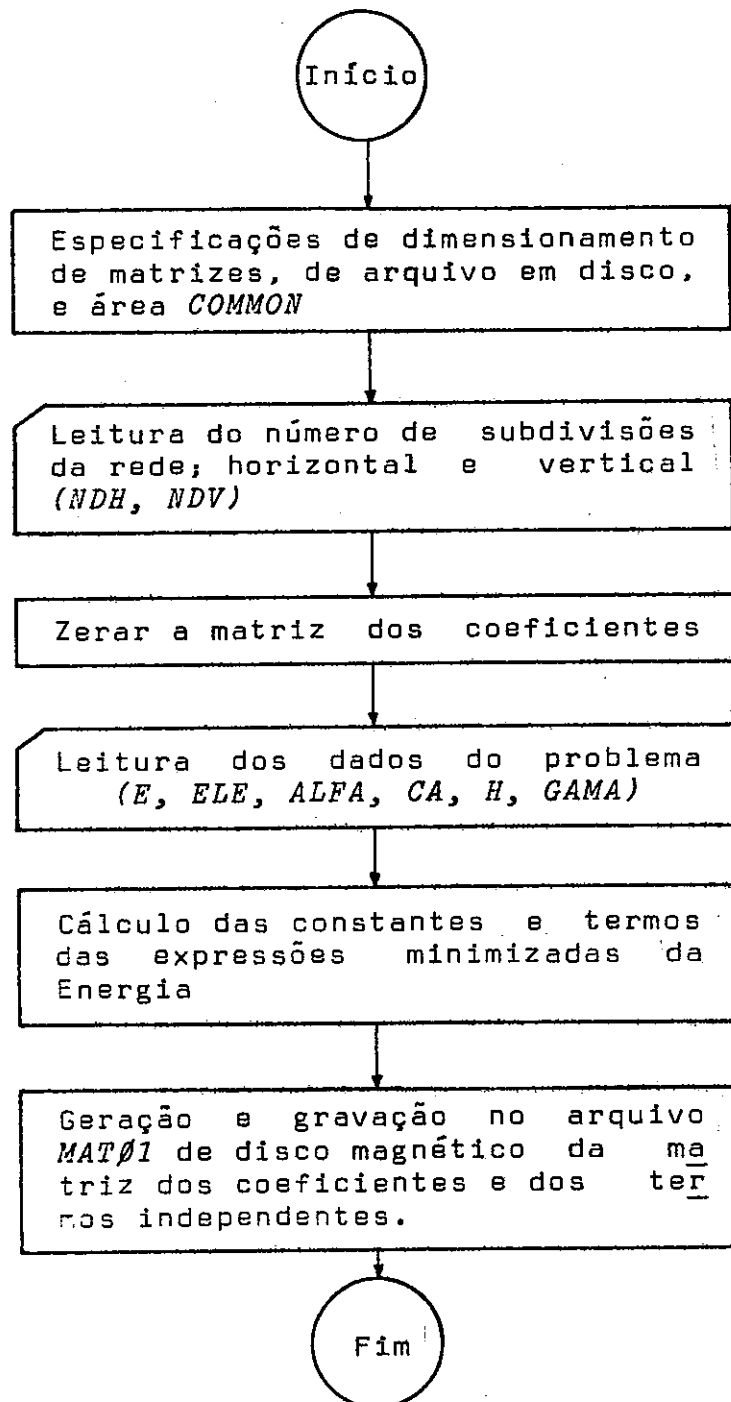 Início
Especificações de dimensionamento
de matrizes, de arquivo em disco,
e área COMMON
Leitura do número de subdivisões
da rede; horizontal e vertical
(NDH, NDV)
Zerar a matriz dos coeficientes
Leitura dos dados do problema
(E, ELE, ALFA, CA, H, GAMA)
Cálculo das constantes e termos
das expressões minimizadas da
Energia
Geração e gravação no arquivo
MATØ1 de disco magnético da ma
triz dos coeficientes e dos ter
mos independentes.
Fim